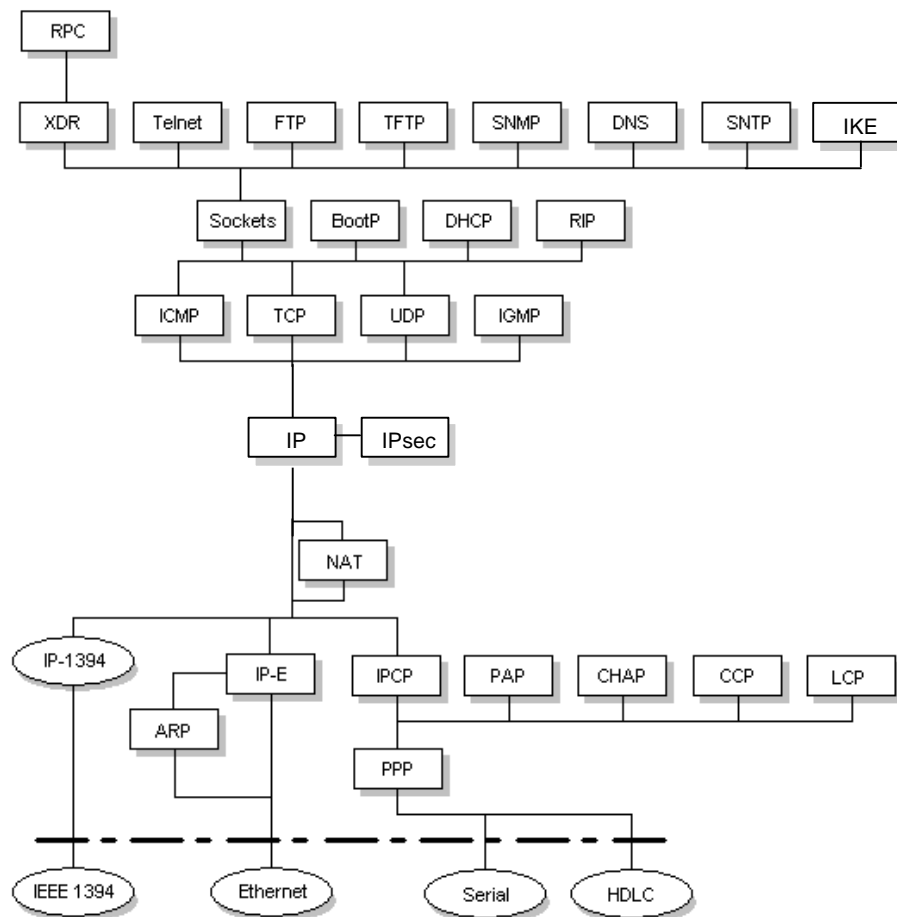 RPC
XDR Telnet FTP TFTP SNMP DNS SNTP IKE
Sockets BootP DHCP RIP
ICMP TCP UDP IGMP
IP IPsec
NAT
IP-1394 IP-E IPCP PAP CHAP CCP LCP
ARP
PPP
IEEE 1394 Ethernet Serial HDLC